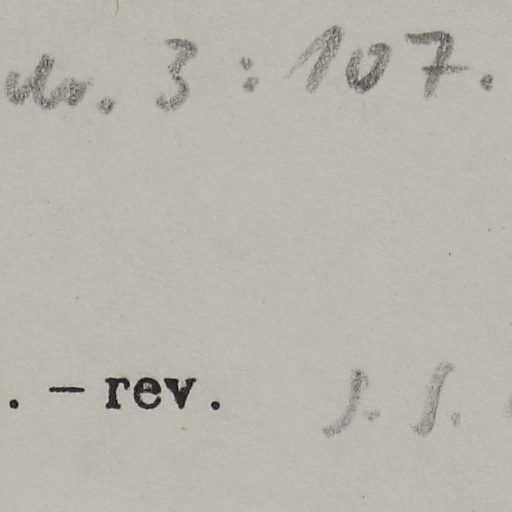 3 : 107.
. – rev. J. J.